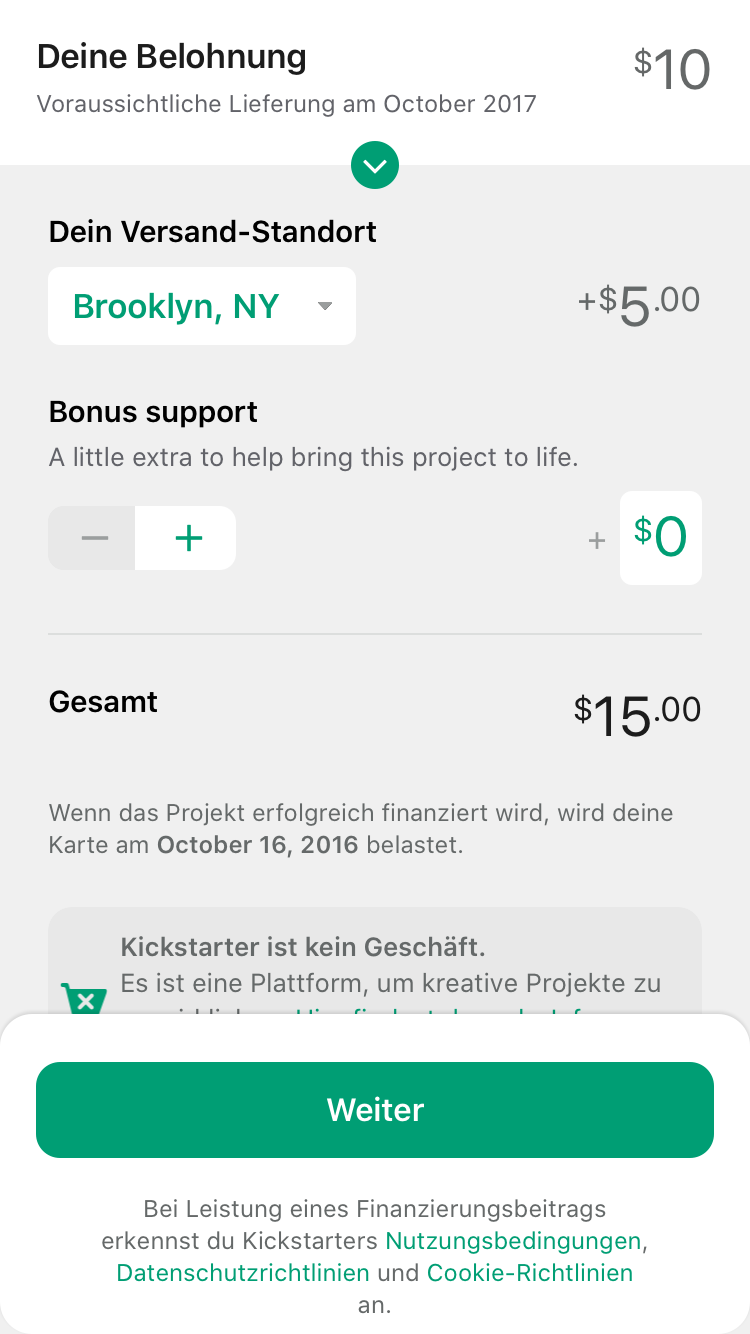 Deine Belohnung
$10
Voraussichtliche Lieferung am October 2017
Dein Versand-Standort
Brooklyn, NY
+$5.00
Bonus support
A little extra to help bring this project to life.
+ $0
Gesamt
$15.00
Wenn das Projekt erfolgreich finanziert wird, wird deine
Karte am October 16, 2016 belastet.
Kickstarter ist kein Geschäft.
Es ist eine Plattform, um kreative Projekte zu
Weiter
Bei Leistung eines Finanzierungsbeitrags
erkennst du Kickstarters Nutzungsbedingungen,
Datenschutzrichtlinien und Cookie-Richtlinien
an.